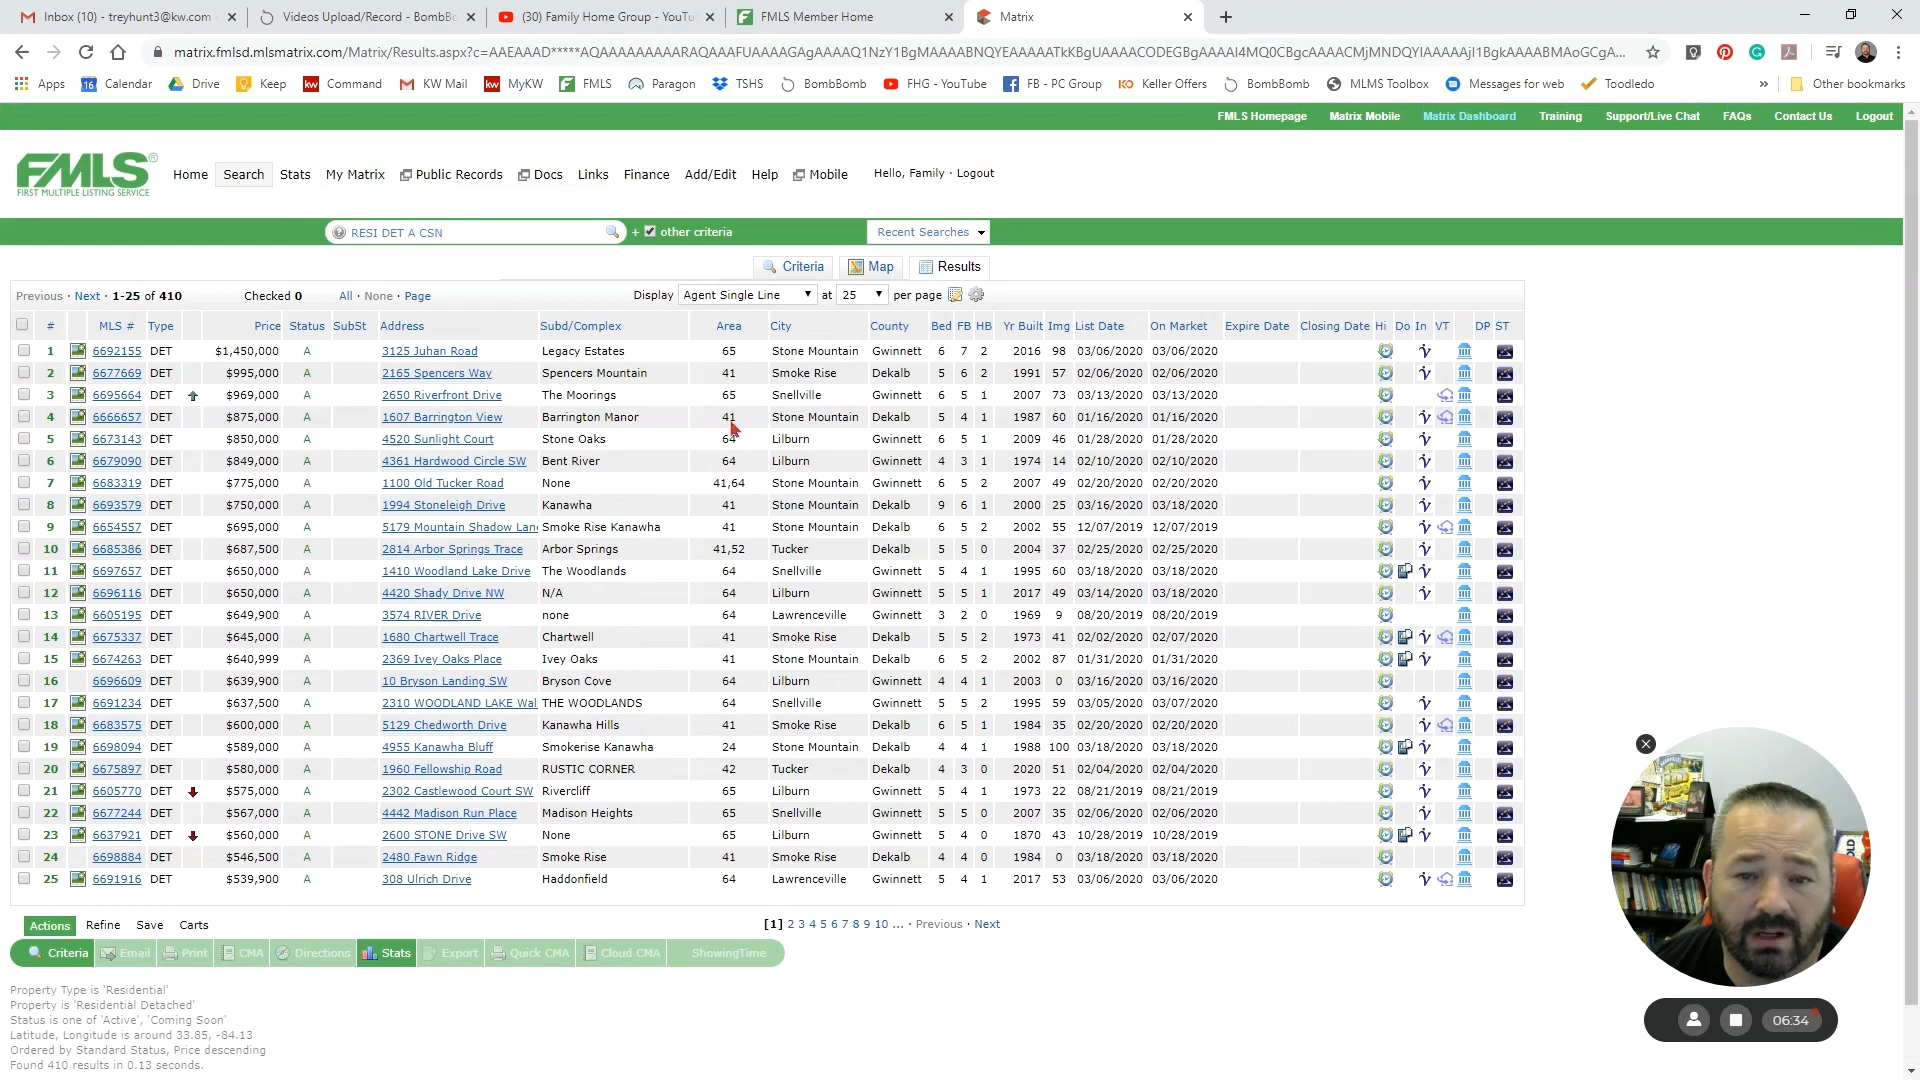 Inbox (10) - treyhunt3@kw.com
Videos Upload/Record - BombBo
(30) Family Home Group - YouTu
FMLS Member Home
Matrix
matrix.fmlsd.mlsmatrix.com/Matrix/Results.aspx?c=AAEAAAD*****AQAAAAAAAAARAQAAAFUAAAAGAgAAAAQ1NzY1BgMAAAABNQYEAAAAATkKBgUAAAACODEGBgAAAAI4MQ0CBgcAAAACMjMNDQYIAAAAAjI1BgkAAAABMAoGCgA...
Apps Calendar Drive Keep Command KW Mail MyKW FMLS Paragon TSHS BombBomb FHG - YouTube FB - PC Group Keller Offers BombBomb MLMS Toolbox Messages for web Toodledo » Other bookmarks
FMLS Homepage Matrix Mobile Matrix Dashboard Training Support/Live Chat FAQs Contact Us Logout
FMLS®
FIRST MULTIPLE LISTING SERVICE
Home Search Stats My Matrix Public Records Docs Links Finance Add/Edit Help Mobile Hello, Family · Logout
RESI DET A CSN + other criteria Recent Searches
Criteria Map Results
Previous · Next · 1-25 of 410 Checked 0 All · None · Page Display Agent Single Line at 25 per page
# MLS # Type Price Status SubSt Address Subd/Complex Area City County Bed FB HB Yr Built Img List Date On Market Expire Date Closing Date Hi Do In VT DP ST
1 6692155 DET $1,450,000 A 3125 Juhan Road Legacy Estates 65 Stone Mountain Gwinnett 6 7 2 2016 98 03/06/2020 03/06/2020
2 6677669 DET $995,000 A 2165 Spencers Way Spencers Mountain 41 Smoke Rise Dekalb 5 6 2 1991 57 02/06/2020 02/06/2020
3 6695664 DET $969,000 A 2650 Riverfront Drive The Moorings 65 Snellville Gwinnett 6 5 1 2007 73 03/13/2020 03/13/2020
4 6666657 DET $875,000 A 1607 Barrington View Barrington Manor 41 Stone Mountain Dekalb 5 4 1 1987 60 01/16/2020 01/16/2020
5 6673143 DET $850,000 A 4520 Sunlight Court Stone Oaks 64 Lilburn Gwinnett 6 5 1 2009 46 01/28/2020 01/28/2020
6 6679090 DET $849,000 A 4361 Hardwood Circle SW Bent River 64 Lilburn Gwinnett 4 3 1 1974 14 02/10/2020 02/10/2020
7 6683319 DET $775,000 A 1100 Old Tucker Road None 41,64 Stone Mountain Gwinnett 6 5 2 2007 49 02/20/2020 02/20/2020
8 6693579 DET $750,000 A 1994 Stoneleigh Drive Kanawha 41 Stone Mountain Dekalb 9 6 1 2000 25 03/16/2020 03/18/2020
9 6654557 DET $695,000 A 5179 Mountain Shadow Lan Smoke Rise Kanawha 41 Stone Mountain Dekalb 6 5 2 2002 55 12/07/2019 12/07/2019
10 6685386 DET $687,500 A 2814 Arbor Springs Trace Arbor Springs 41,52 Tucker Dekalb 5 5 0 2004 37 02/25/2020 02/25/2020
11 6697657 DET $650,000 A 1410 Woodland Lake Drive The Woodlands 64 Snellville Gwinnett 5 4 1 1995 60 03/18/2020 03/18/2020
12 6696116 DET $650,000 A 4420 Shady Drive NW N/A 64 Lilburn Gwinnett 5 5 1 2017 49 03/14/2020 03/18/2020
13 6605195 DET $649,900 A 3574 RIVER Drive none 64 Lawrenceville Gwinnett 3 2 0 1969 9 08/20/2019 08/20/2019
14 6675337 DET $645,000 A 1680 Chartwell Trace Chartwell 41 Smoke Rise Dekalb 5 5 2 1973 41 02/02/2020 02/07/2020
15 6674263 DET $640,999 A 2369 Ivey Oaks Place Ivey Oaks 41 Stone Mountain Dekalb 6 5 2 2002 87 01/31/2020 01/31/2020
16 6696609 DET $639,900 A 10 Bryson Landing SW Bryson Cove 64 Lilburn Gwinnett 4 4 1 2003 0 03/16/2020 03/16/2020
17 6691234 DET $637,500 A 2310 WOODLAND LAKE Wal THE WOODLANDS 64 Snellville Gwinnett 5 5 2 1995 59 03/05/2020 03/07/2020
18 6683575 DET $600,000 A 5129 Chedworth Drive Kanawha Hills 41 Smoke Rise Dekalb 6 5 1 1984 35 02/20/2020 02/20/2020
19 6698094 DET $589,000 A 4955 Kanawha Bluff Smokerise Kanawha 24 Stone Mountain Dekalb 4 4 1 1988 100 03/18/2020 03/18/2020
20 6675897 DET $580,000 A 1960 Fellowship Road RUSTIC CORNER 42 Tucker Dekalb 4 3 0 2020 51 02/04/2020 02/04/2020
21 6605770 DET $575,000 A 2302 Castlewood Court SW Rivercliff 65 Lilburn Gwinnett 5 4 1 1973 22 08/21/2019 08/21/2019
22 6677244 DET $567,000 A 4442 Madison Run Place Madison Heights 65 Snellville Gwinnett 5 5 0 2007 35 02/06/2020 02/06/2020
23 6637921 DET $560,000 A 2600 STONE Drive SW None 65 Lilburn Gwinnett 5 4 0 1870 43 10/28/2019 10/28/2019
24 6698884 DET $546,500 A 2480 Fawn Ridge Smoke Rise 41 Smoke Rise Dekalb 4 4 0 1984 0 03/18/2020 03/18/2020
25 6691916 DET $539,900 A 308 Ulrich Drive Haddonfield 64 Lawrenceville Gwinnett 5 4 1 2017 53 03/06/2020 03/06/2020
Actions Refine Save Carts [1] 2 3 4 5 6 7 8 9 10 ... · Previous · Next
Criteria Email Print CMA Directions Stats Export Quick CMA Cloud CMA ShowingTime
Property Type is 'Residential'
Property is 'Residential Detached'
Status is one of 'Active', 'Coming Soon'
Latitude, Longitude is around 33.85, -84.13
Ordered by Standard Status, Price descending
Found 410 results in 0.13 seconds.
06:34